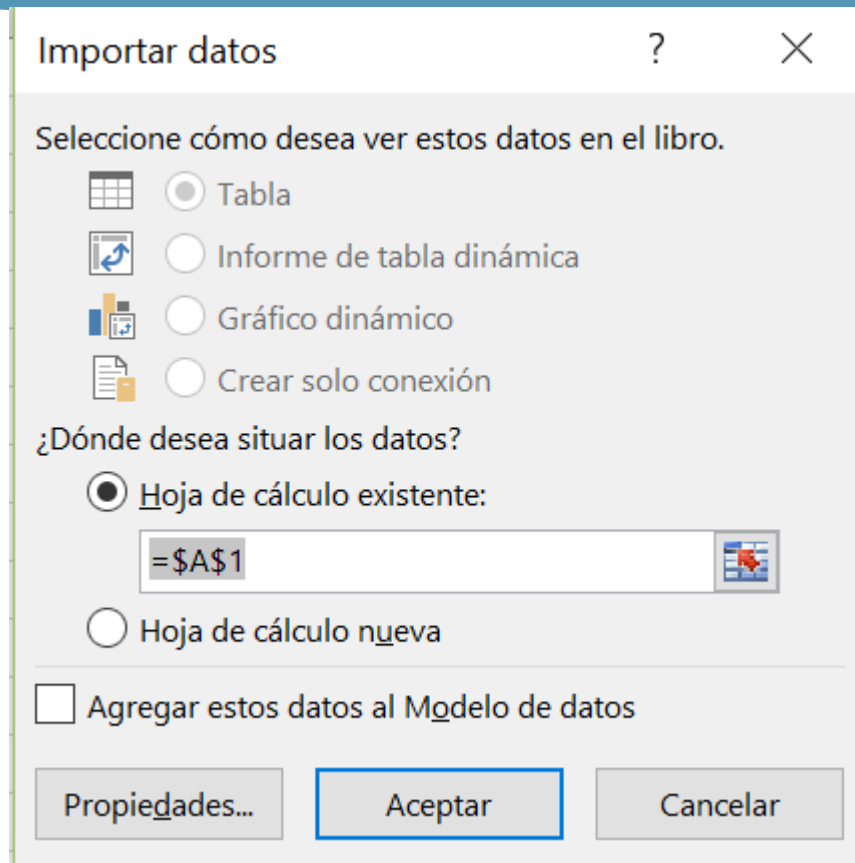 Importar datos
?
Seleccione cómo desea ver estos datos en el libro.
Tabla
Informe de tabla dinámica
Gráfico dinámico
Crear solo conexión
¿Dónde desea situar los datos?
Hoja de cálculo existente:
=$A$1
Hoja de cálculo nueva
Agregar estos datos al Modelo de datos
Propiedades... Aceptar Cancelar